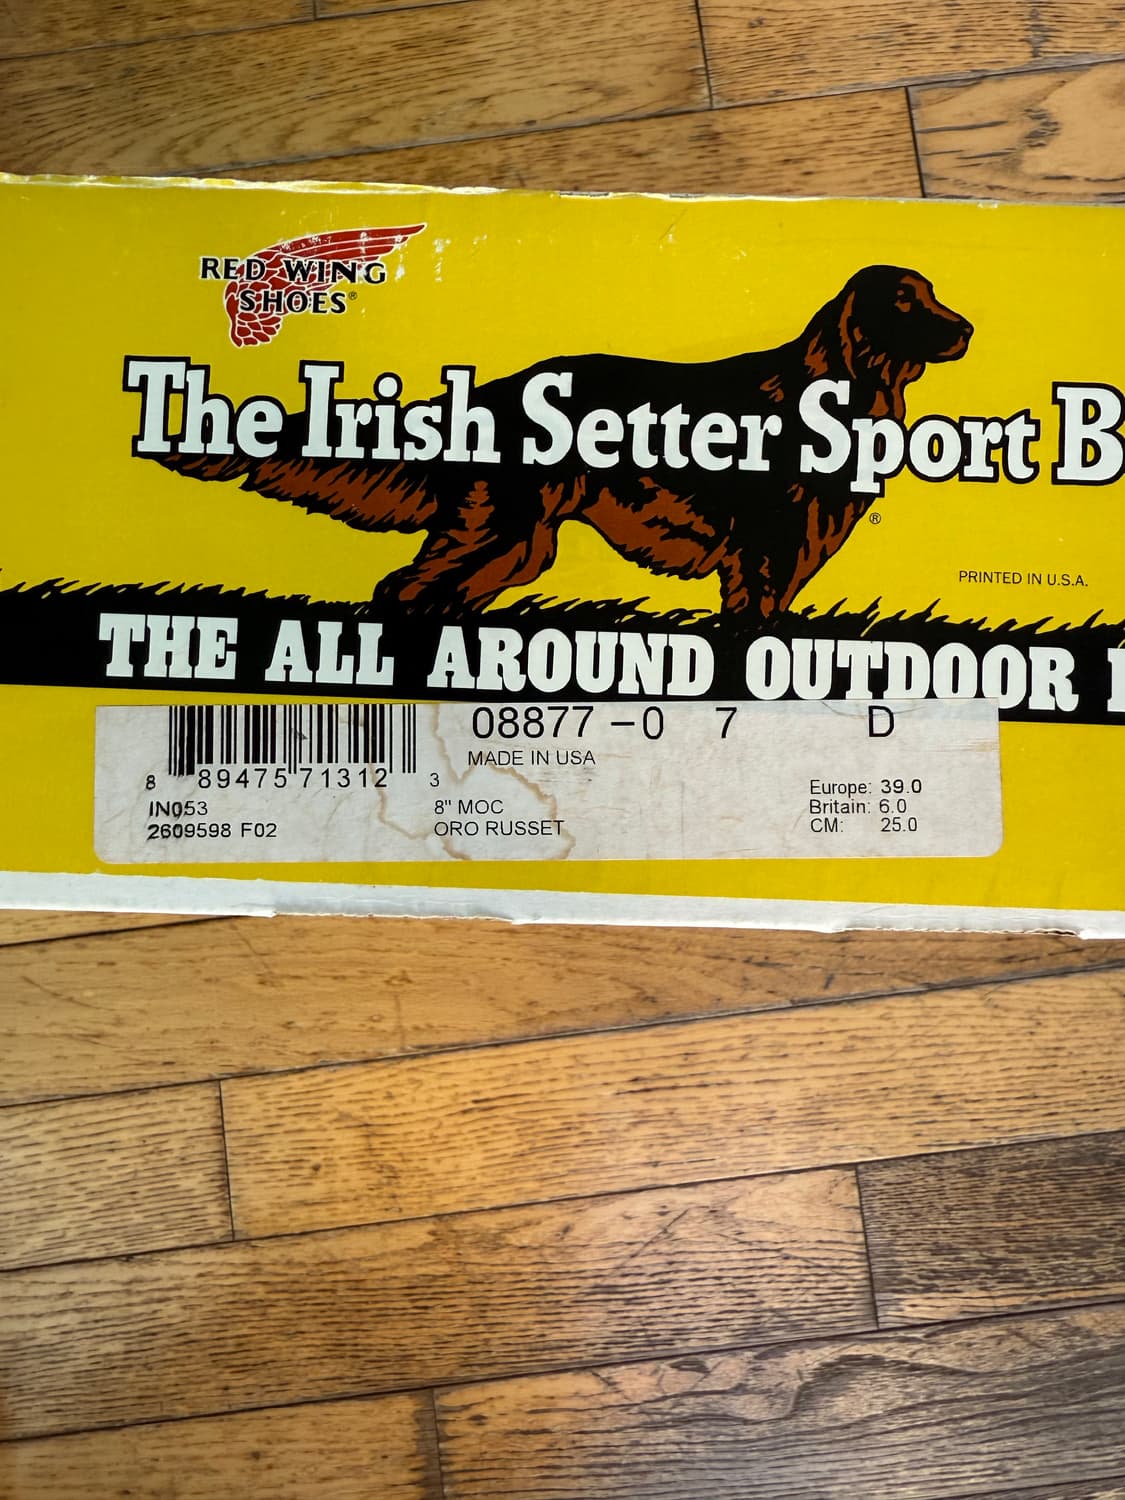 RED WING
SHOES®
The Irish Setter Sport B
®
PRINTED IN U.S.A.
THE ALL AROUND OUTDOOR
08877 -0 7 D
MADE IN USA
8 89475 71312 3
IN053
2609598 F02
8" MOC
ORO RUSSET
Europe: 39.0
Britain: 6.0
CM: 25.0